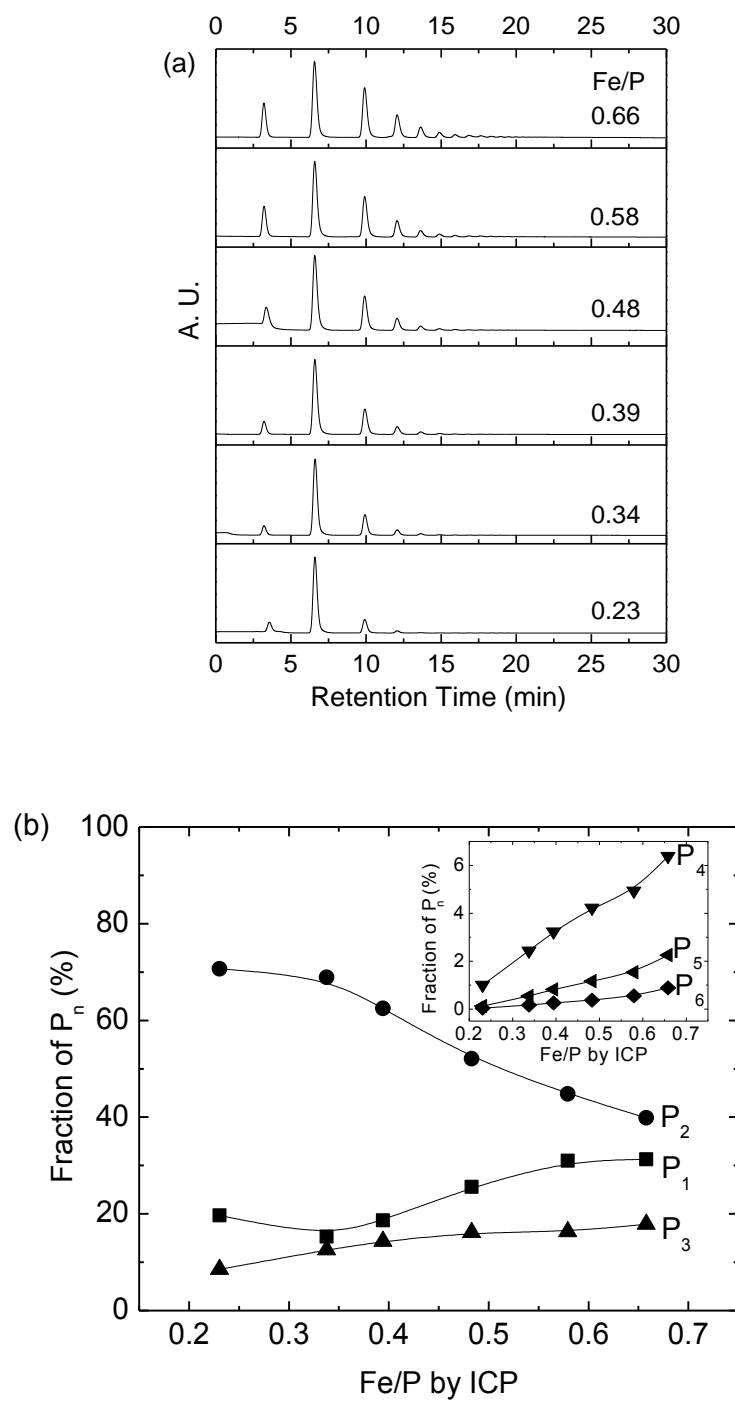 0 5 10 15 20 25 30
(a)
Fe/P
0.66
0.58
0.48
0.39
0.34
0.23
A. U.
0 5 10 15 20 25 30
Retention Time (min)
(b)
100
80
60
40
20
0
Fraction of Pn (%)
6
4
2
0
Fraction of Pn (%)
P4
P5
P6
0.2 0.3 0.4 0.5 0.6 0.7
Fe/P by ICP
P2
P1
P3
0.2 0.3 0.4 0.5 0.6 0.7
Fe/P by ICP